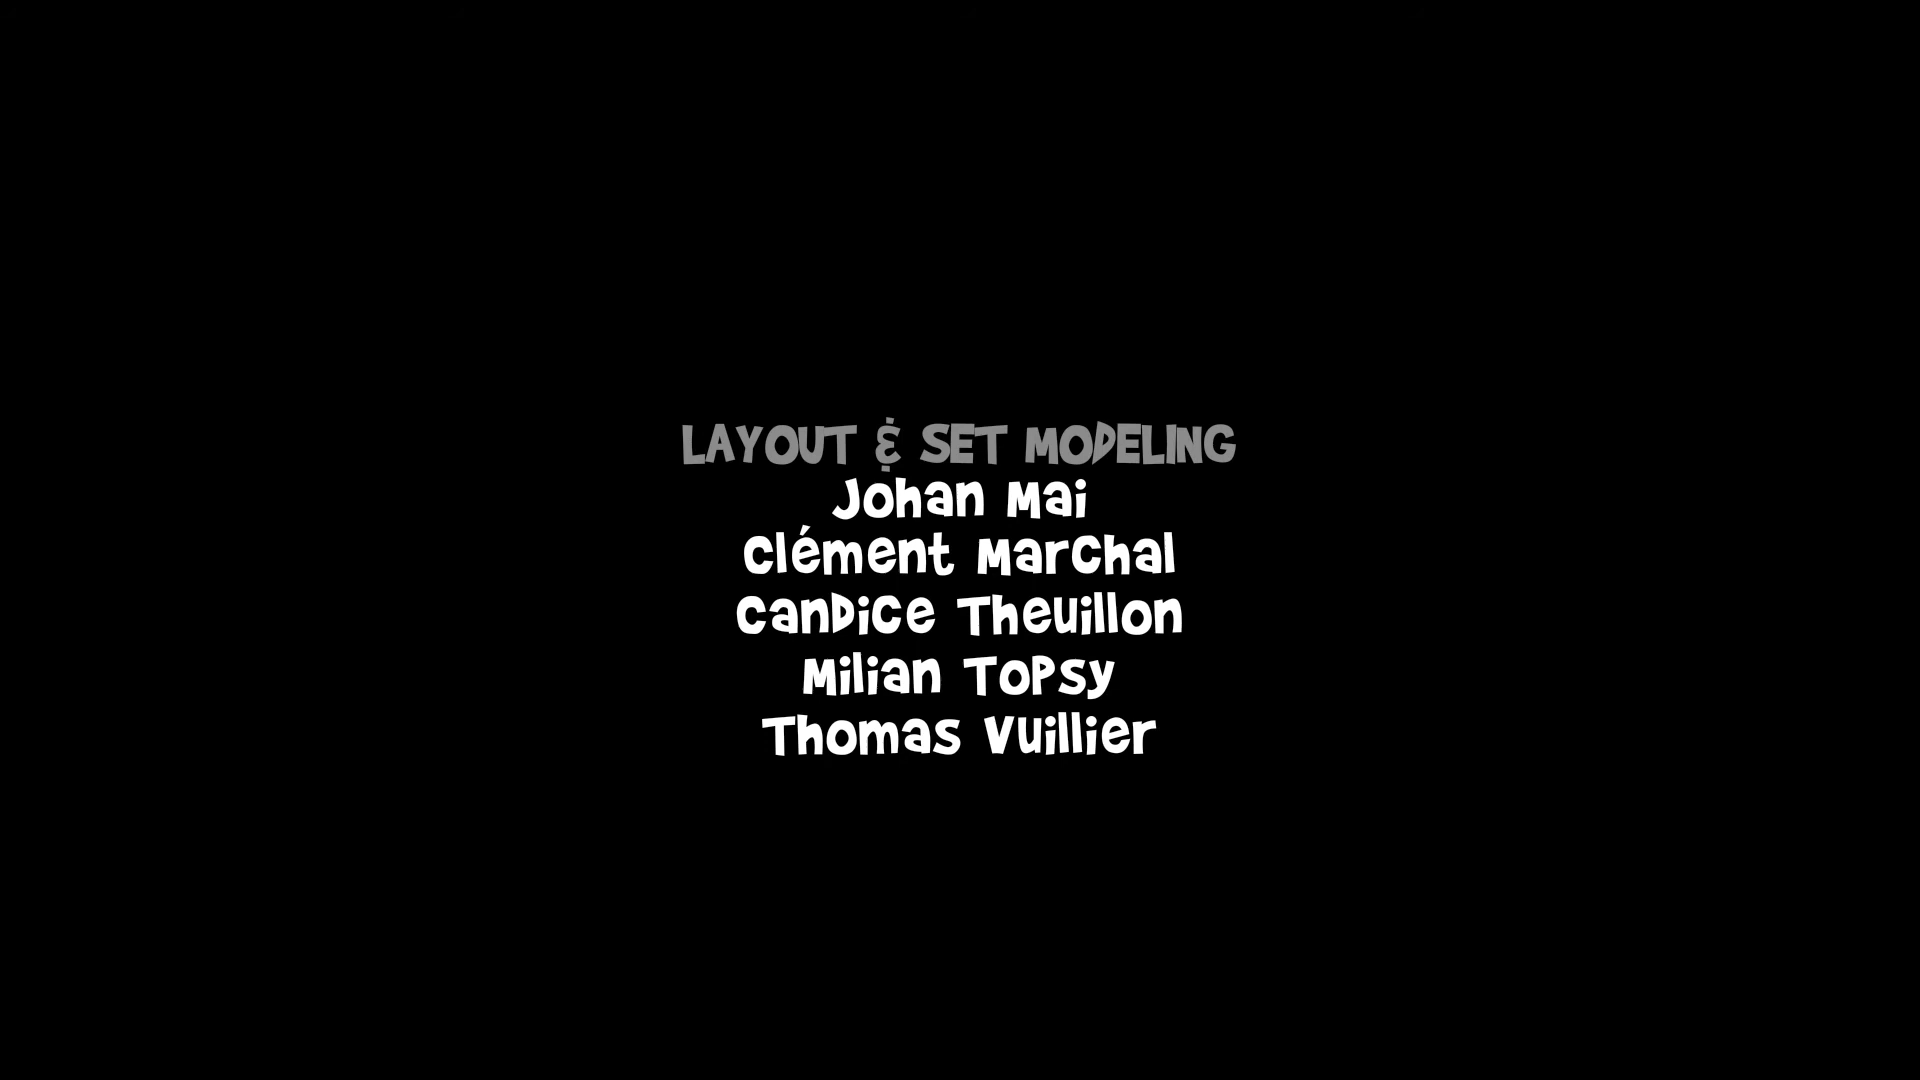 LAYOUT & SET MODELING
Johan Mai
Clément Marchal
Candice Theuillon
Milian Topsy
Thomas Vuillier